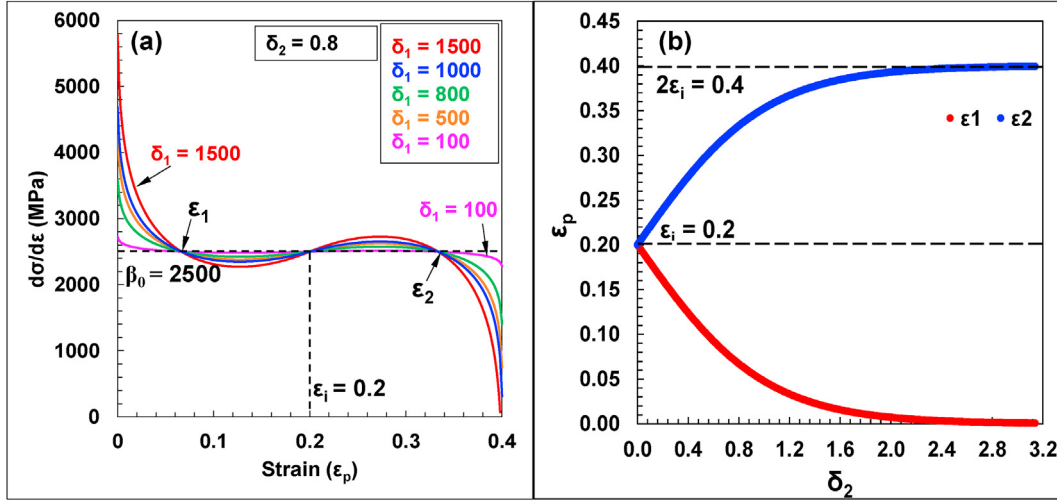 (a)
δ₂ = 0.8
δ₁ = 1500
δ₁ = 1000
δ₁ = 800
δ₁ = 500
δ₁ = 100
δ₁ = 1500
ε₁
δ₁ = 100
β₀ = 2500
ε₂
εᵢ = 0.2
dσ/dε (MPa)
6000
5000
4000
3000
2000
1000
0
0 0.1 0.2 0.3 0.4
Strain (εₚ)
(b)
2εᵢ = 0.4
ε1 ε2
εᵢ = 0.2
εₚ
0.45
0.40
0.35
0.30
0.25
0.20
0.15
0.10
0.05
0.00
0.0 0.4 0.8 1.2 1.6 2.0 2.4 2.8 3.2
δ₂